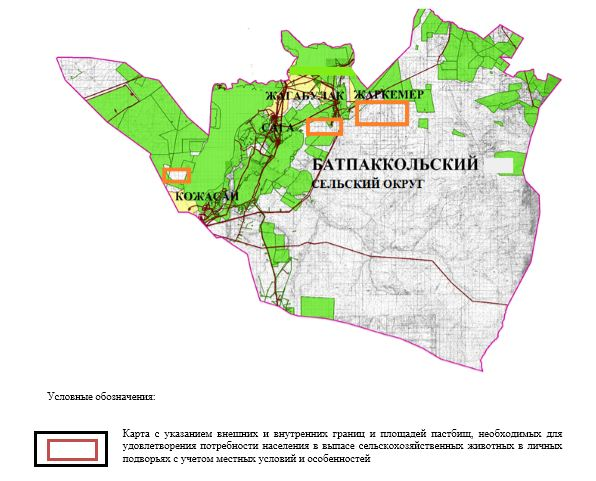 ЖАГАБУЛАК ЖАРКЕМЕР
САГА
БАТПАККОЛЬСКИЙ
СЕЛЬСКИЙ ОКРУГ
КОЖАСАЙ
Условные обозначения:
Карта с указанием внешних и внутренних границ и площадей пастбищ, необходимых для
удовлетворения потребности населения в выпасе сельскохозяйственных животных в личных
подворьях с учетом местных условий и особенностей